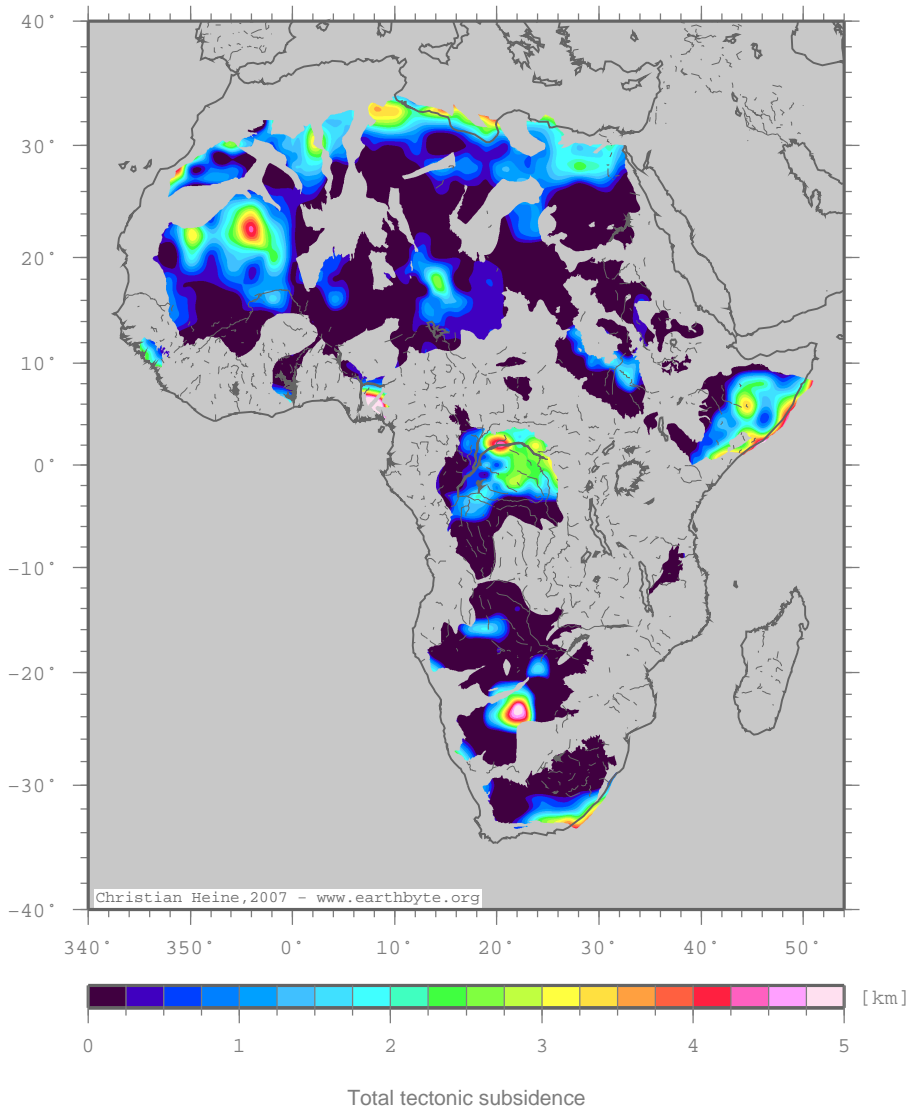 40°
30°
20°
10°
0°
−10°
−20°
−30°
−40°
Christian Heine,2007 - www.earthbyte.org
340° 350° 0° 10° 20° 30° 40° 50°
[km]
0 1 2 3 4 5
Total tectonic subsidence